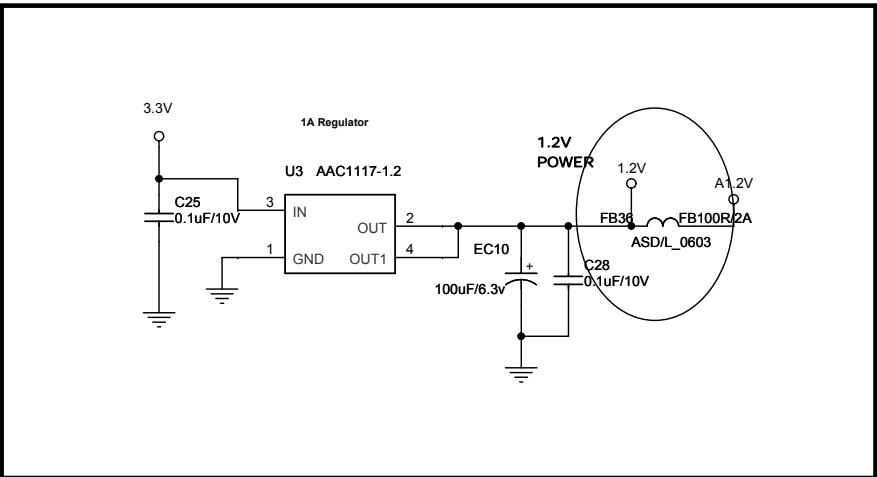 3.3V
1A Regulator
U3 AAC1117-1.2
C25
0.1uF/10V
3
IN
OUT
2
1
GND
OUT1
4
EC10
100uF/6.3v
+
C28
0.1uF/10V
1.2V
POWER
1.2V
A1.2V
FB36
FB100R/2A
ASD/L_0603